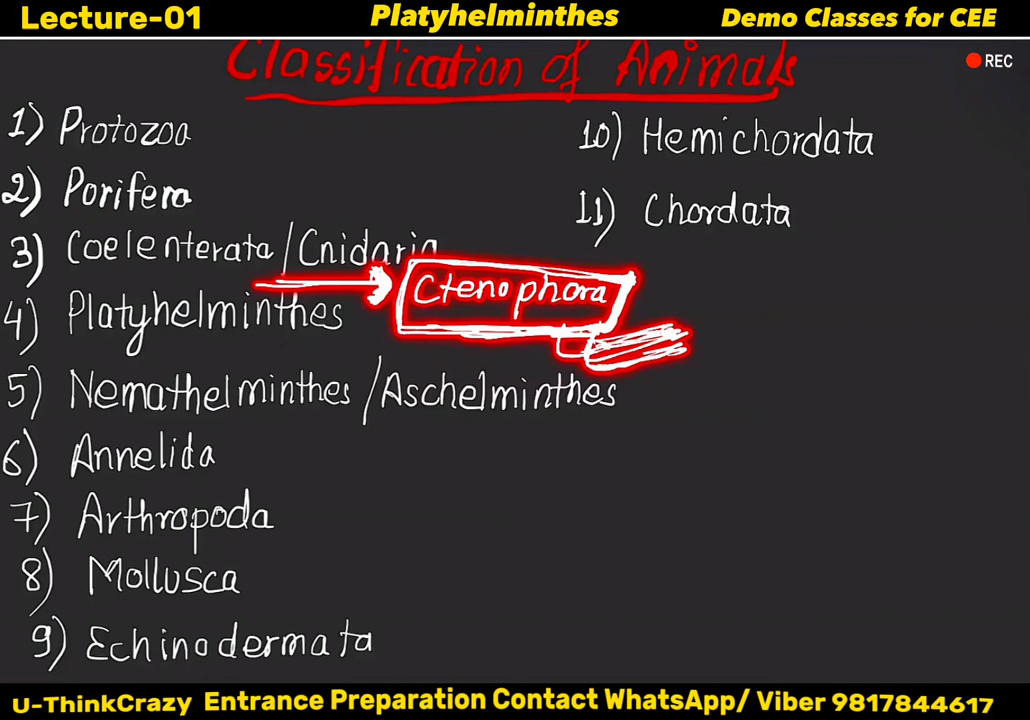 Lecture-01 Platyhelminthes Demo Classes for CEE
Classification of Animals
REC
1) Protozoa
2) Porifera
3) Coelenterata/Cnidaria
Ctenophora
4) Platyhelminthes
5) Nemathelminthes/Aschelminthes
6) Annelida
7) Arthropoda
8) Mollusca
9) Echinodermata
10) Hemichordata
11) Chordata
U-ThinkCrazy Entrance Preparation Contact WhatsApp/ Viber 9817844617